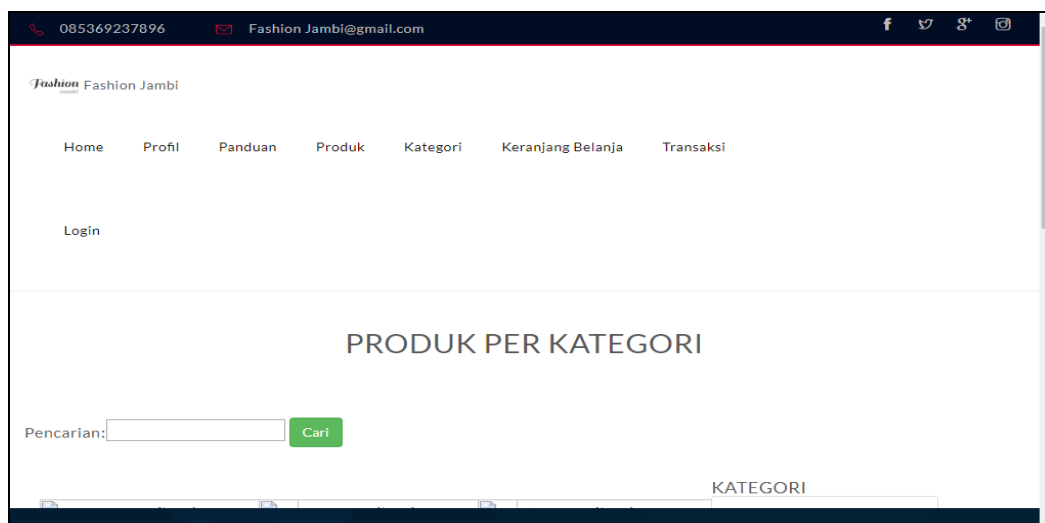 085369237896 Fashion Jambi@gmail.com
Fashion Fashion Jambi
Home Profil Panduan Produk Kategori Keranjang Belanja Transaksi
Login
PRODUK PER KATEGORI
Pencarian: Cari
KATEGORI